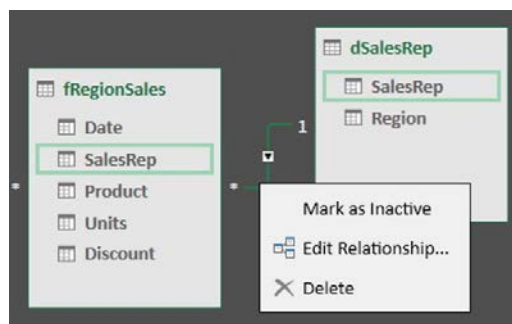 fRegionSales
Date
SalesRep
Product
Units
Discount
*
*
1
dSalesRep
SalesRep
Region
Mark as Inactive
Edit Relationship...
Delete